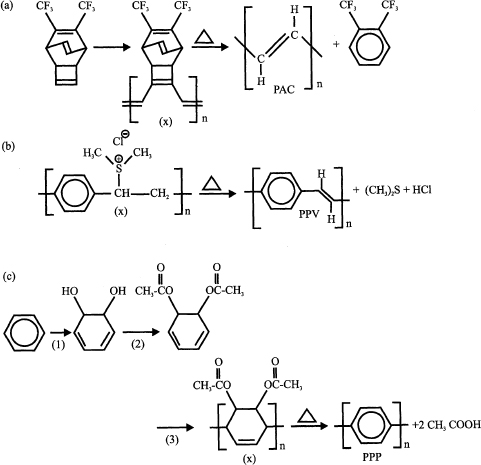 (a)
CF₃ CF₃ CF₃ CF₃ CF₃ CF₃
H
C
C
H
n
+
PAC
(x)
n
(b)
Cl⊖
H₃C CH₃
S⊕
CH — CH₂
n
(x)
H
H
n
PPV
+ (CH₃)₂S + HCl
(c)
HO OH
(1)
(2)
O O
CH₃-CO OC-CH₃
(3)
O O
CH₃-CO OC-CH₃
n
(x)
n
PPP
+2 CH₃ COOH